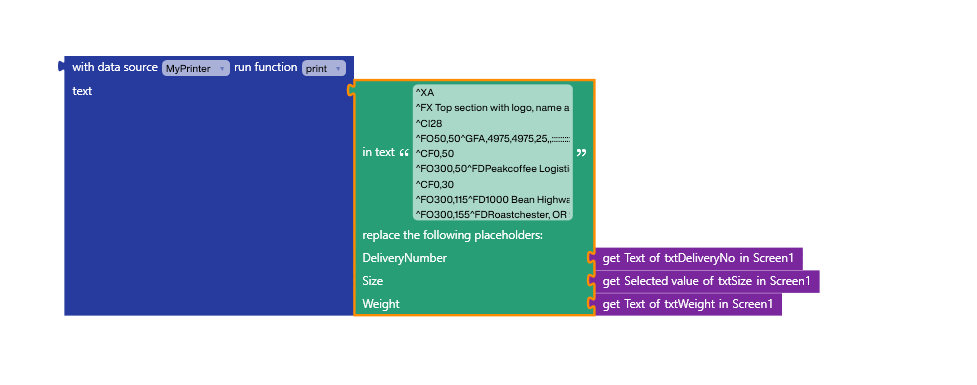 with data source MyPrinter run function print
text
^XA
^FX Top section with logo, name a
^CI28
^FO50,50^GFA,4975,4975,25,,::::::::::
in text “ ”
^CF0,50
^FO300,50^FDPeakcoffee Logisti
^CF0,30
^FO300,115^FD1000 Bean Highwa
^FO300,155^FDRoastchester, OR
replace the following placeholders:
DeliveryNumber get Text of txtDeliveryNo in Screen1
Size get Selected value of txtSize in Screen1
Weight get Text of txtWeight in Screen1